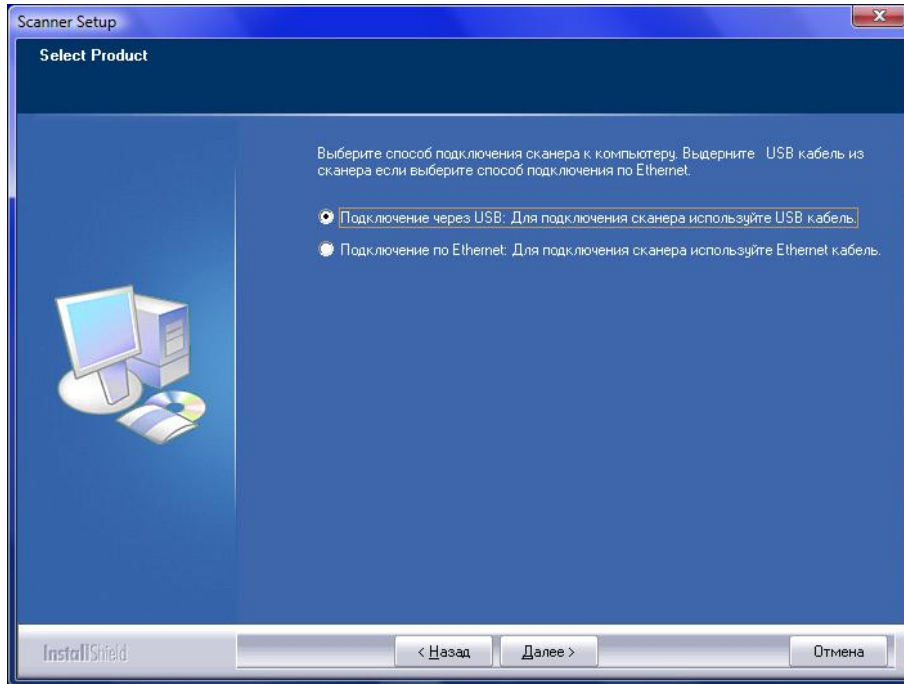 Scanner Setup
Select Product
Выберите способ подключения сканера к компьютеру. Выдерните USB кабель из
сканера если выберите способ подключения по Ethernet.
Подключение через USB: Для подключения сканера используйте USB кабель.
Подключение по Ethernet: Для подключения сканера используйте Ethernet кабель.
InstallShield
< Назад
Далее >
Отмена